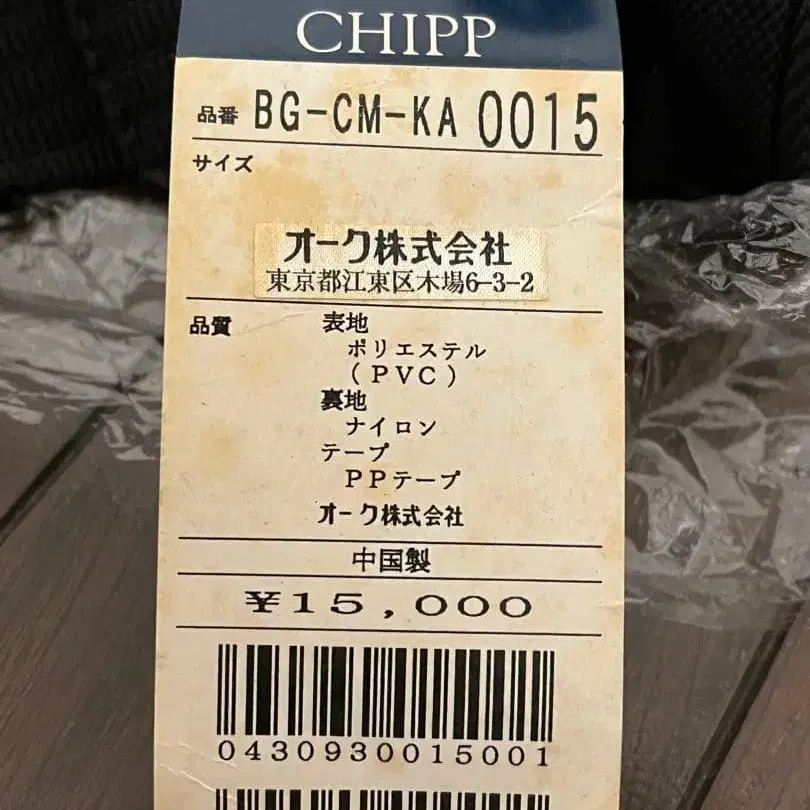 CHIPP
品番 BG-CM-KA 0015
サイズ
オーク株式会社
東京都江東区木場6-3-2
品質 表地
ポリエステル
(PVC)
裏地
ナイロン
テープ
PPテープ
オーク株式会社
中国製
¥15,000
0430930015001